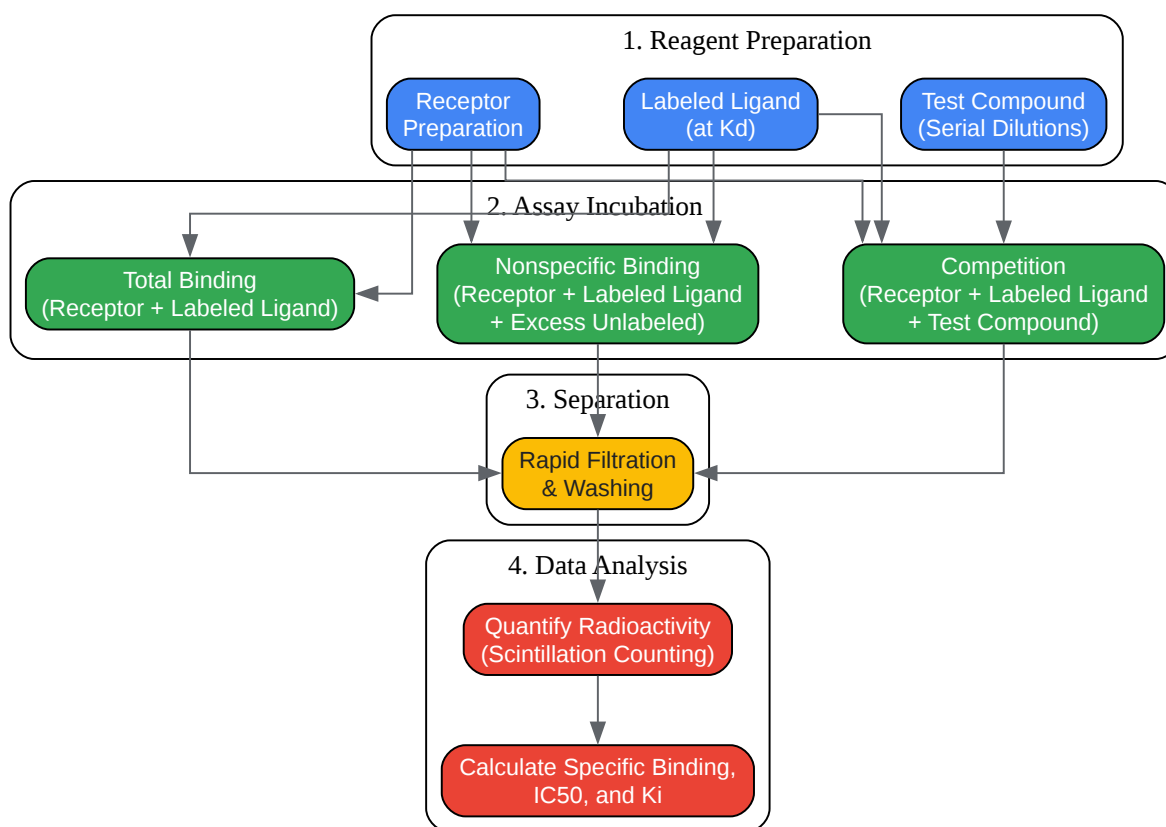 1. Reagent Preparation
Receptor
Preparation
Labeled Ligand
(at Kd)
Test Compound
(Serial Dilutions)
2. Assay Incubation
Total Binding
(Receptor + Labeled Ligand)
Nonspecific Binding
(Receptor + Labeled Ligand
+ Excess Unlabeled)
Competition
(Receptor + Labeled Ligand
+ Test Compound)
3. Separation
Rapid Filtration
& Washing
4. Data Analysis
Quantify Radioactivity
(Scintillation Counting)
Calculate Specific Binding,
IC50, and Ki